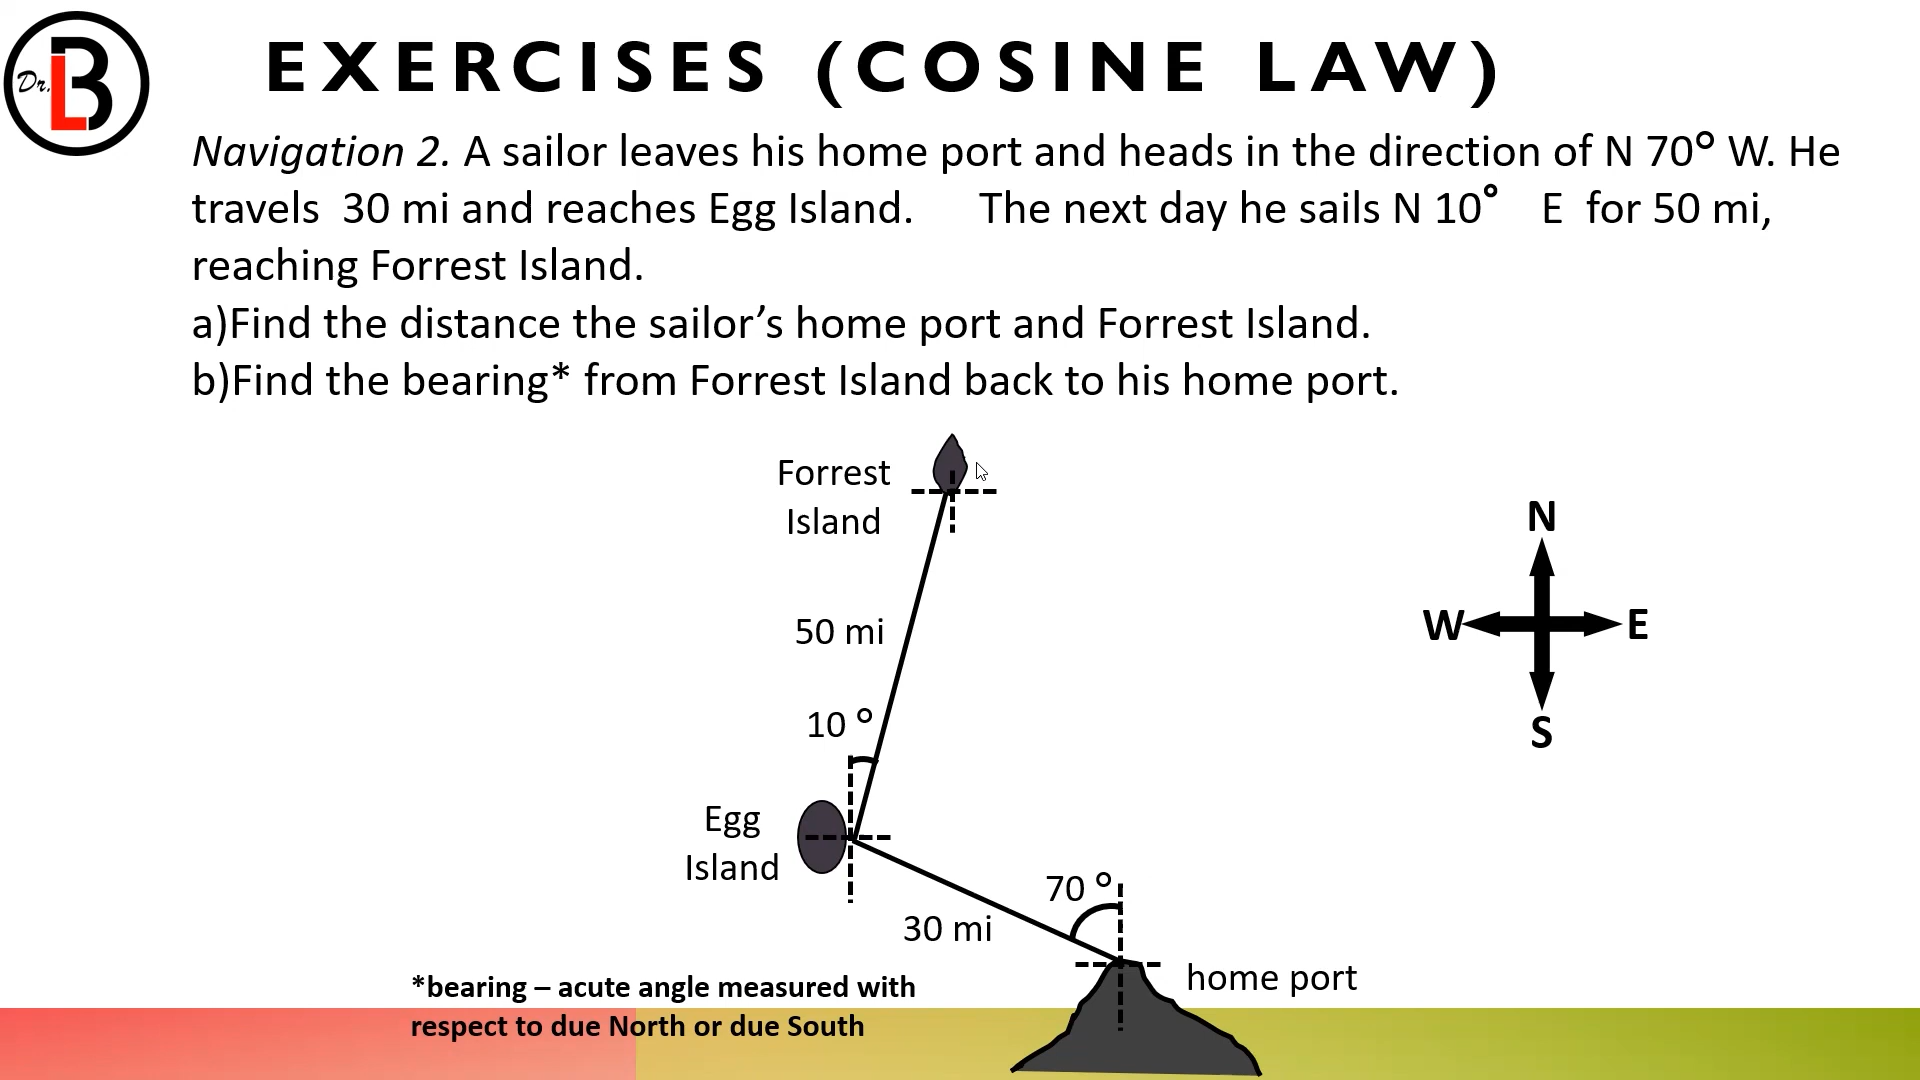 Dr. LB
EXERCISES (COSINE LAW)
Navigation 2. A sailor leaves his home port and heads in the direction of N 70° W. He
travels 30 mi and reaches Egg Island. The next day he sails N 10° E for 50 mi,
reaching Forrest Island.
a)Find the distance the sailor’s home port and Forrest Island.
b)Find the bearing* from Forrest Island back to his home port.
Forrest
Island
N
50 mi
W
E
10 °
S
Egg
Island
70 °
30 mi
home port
*bearing – acute angle measured with
respect to due North or due South